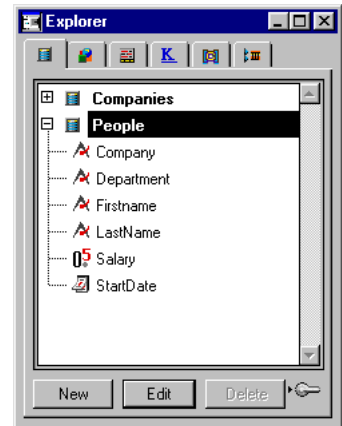 Explorer
K
Companies
People
Company
Department
Firstname
LastName
Salary
StartDate
New Edit Delete